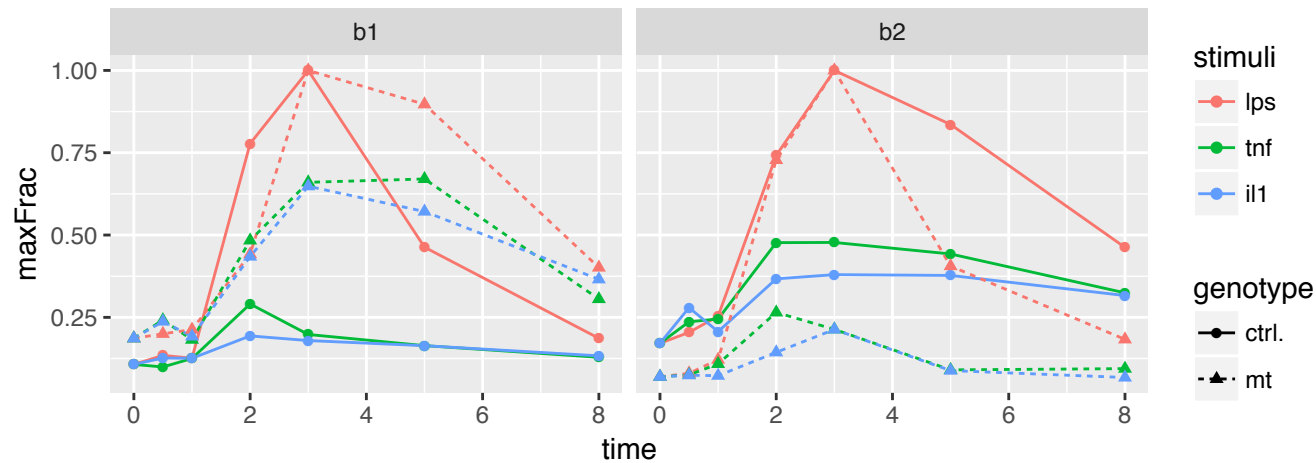 b1 b2
maxFrac
1.00
0.75
0.50
0.25
0 2 4 6 8 0 2 4 6 8
time
stimuli
lps
tnf
il1
genotype
ctrl.
mt